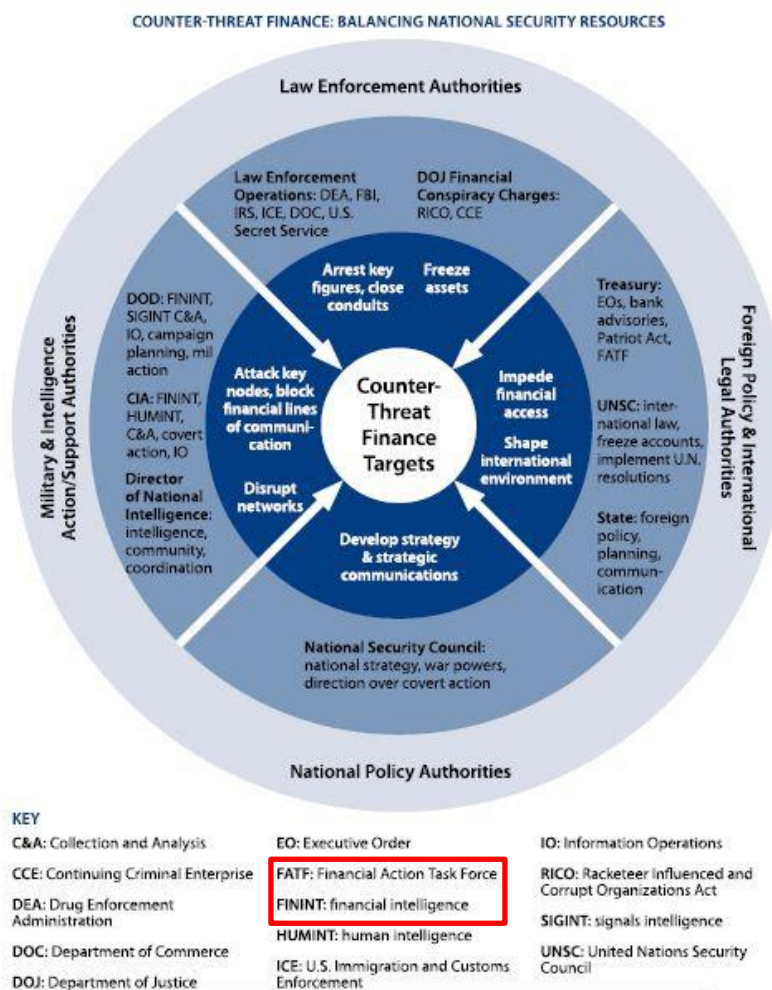 COUNTER-THREAT FINANCE: BALANCING NATIONAL SECURITY RESOURCES
Law Enforcement Authorities
Law Enforcement
Operations: DEA, FBI,
IRS, ICE, DOC, U.S.
Secret Service
DOJ Financial
Conspiracy Charges:
RICO, CCE
Arrest key
figures, close
conduits
Freeze
assets
Military & Intelligence
Action/Support Authorities
DOD: FININT,
SIGINT C&A,
IO, campaign
planning, mil
action
CIA: FININT,
HUMINT,
C&A, covert
action, IO
Director
of National
Intelligence:
intelligence,
community,
coordination
Attack key
nodes, block
financial lines
of communi-
cation
Disrupt
networks
Counter-
Threat
Finance
Targets
Impede
financial
access
Shape
international
environment
Treasury:
EOs, bank
advisories,
Patriot Act,
FATF
UNSC: inter-
national law,
freeze accounts,
implement U.N.
resolutions
State: foreign
policy,
planning,
commun-
ication
Foreign Policy & International
Legal Authorities
Develop strategy
& strategic
communications
National Security Council:
national strategy, war powers,
direction over covert action
National Policy Authorities
KEY
C&A: Collection and Analysis
CCE: Continuing Criminal Enterprise
DEA: Drug Enforcement
Administration
DOC: Department of Commerce
DOJ: Department of Justice
EO: Executive Order
FATF: Financial Action Task Force
FININT: financial intelligence
HUMINT: human intelligence
ICE: U.S. Immigration and Customs
Enforcement
IO: Information Operations
RICO: Racketeer Influenced and
Corrupt Organizations Act
SIGINT: signals intelligence
UNSC: United Nations Security
Council